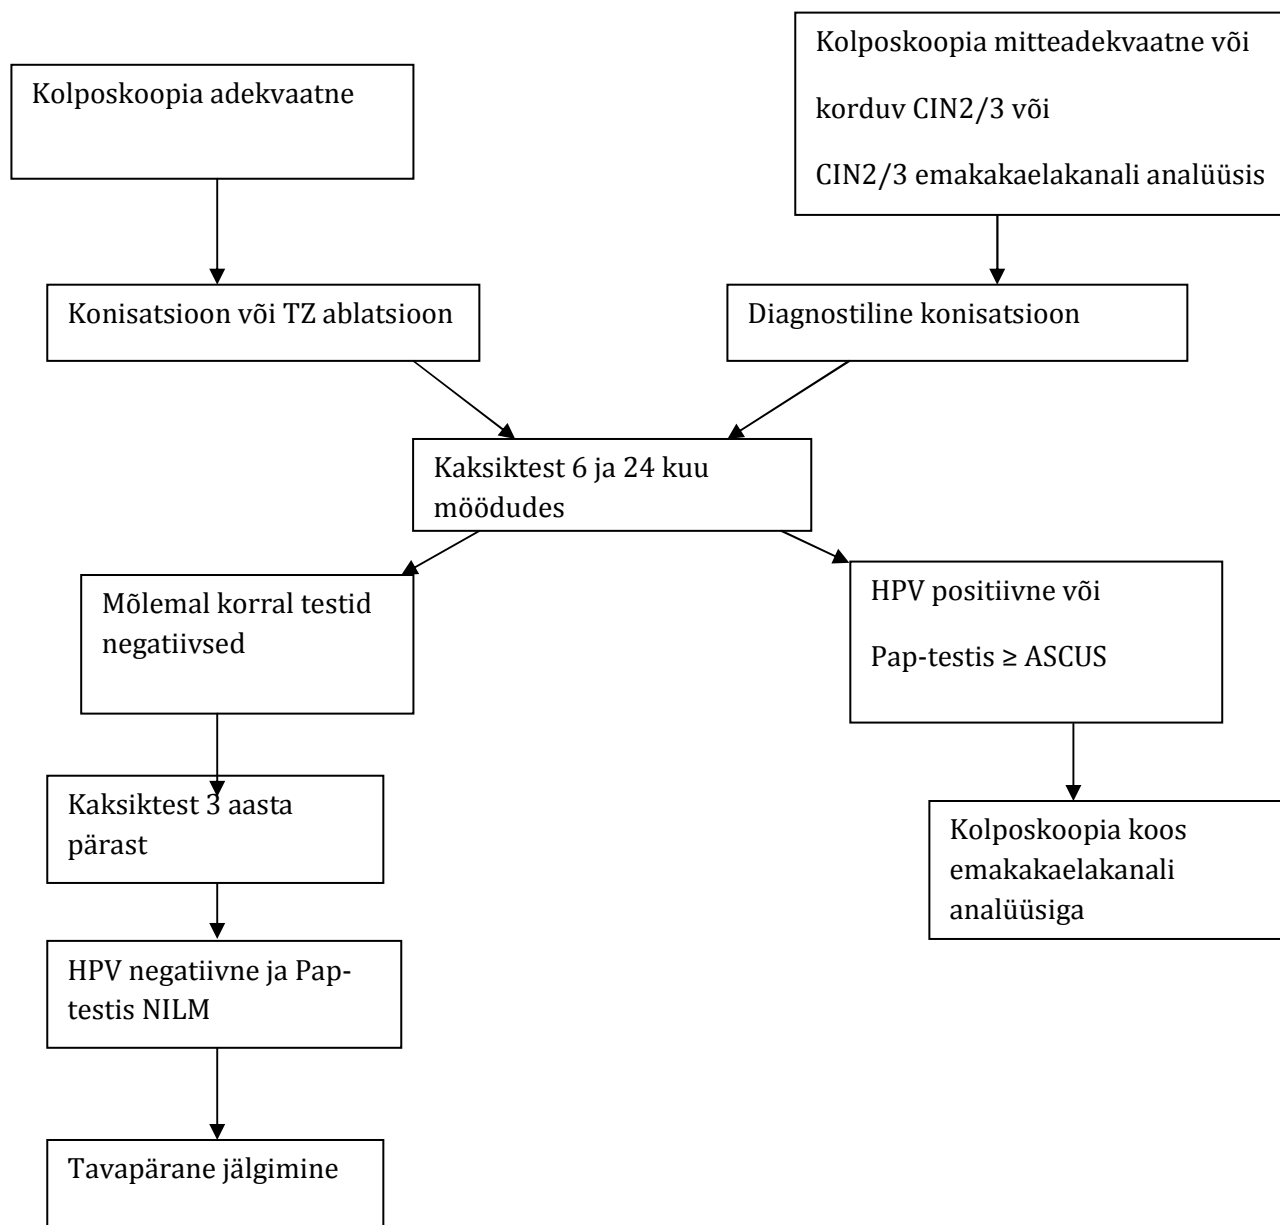 Kolposkoopia adekvaatne
Kolposkoopia mitteadekvaatne või
korduv CIN2/3 või
CIN2/3 emakakaelakanali analüüsis
Konisatsioon või TZ ablatsioon
Diagnostiline konisatsioon
Kaksiktest 6 ja 24 kuu
möödudes
Mõlemal korral testid
negatiivsed
HPV positiivne või
Pap-testis ≥ ASCUS
Kaksiktest 3 aasta
pärast
Kolposkoopia koos
emakakaelakanali
analüüsiga
HPV negatiivne ja Pap-
testis NILM
Tavapärane jälgimine